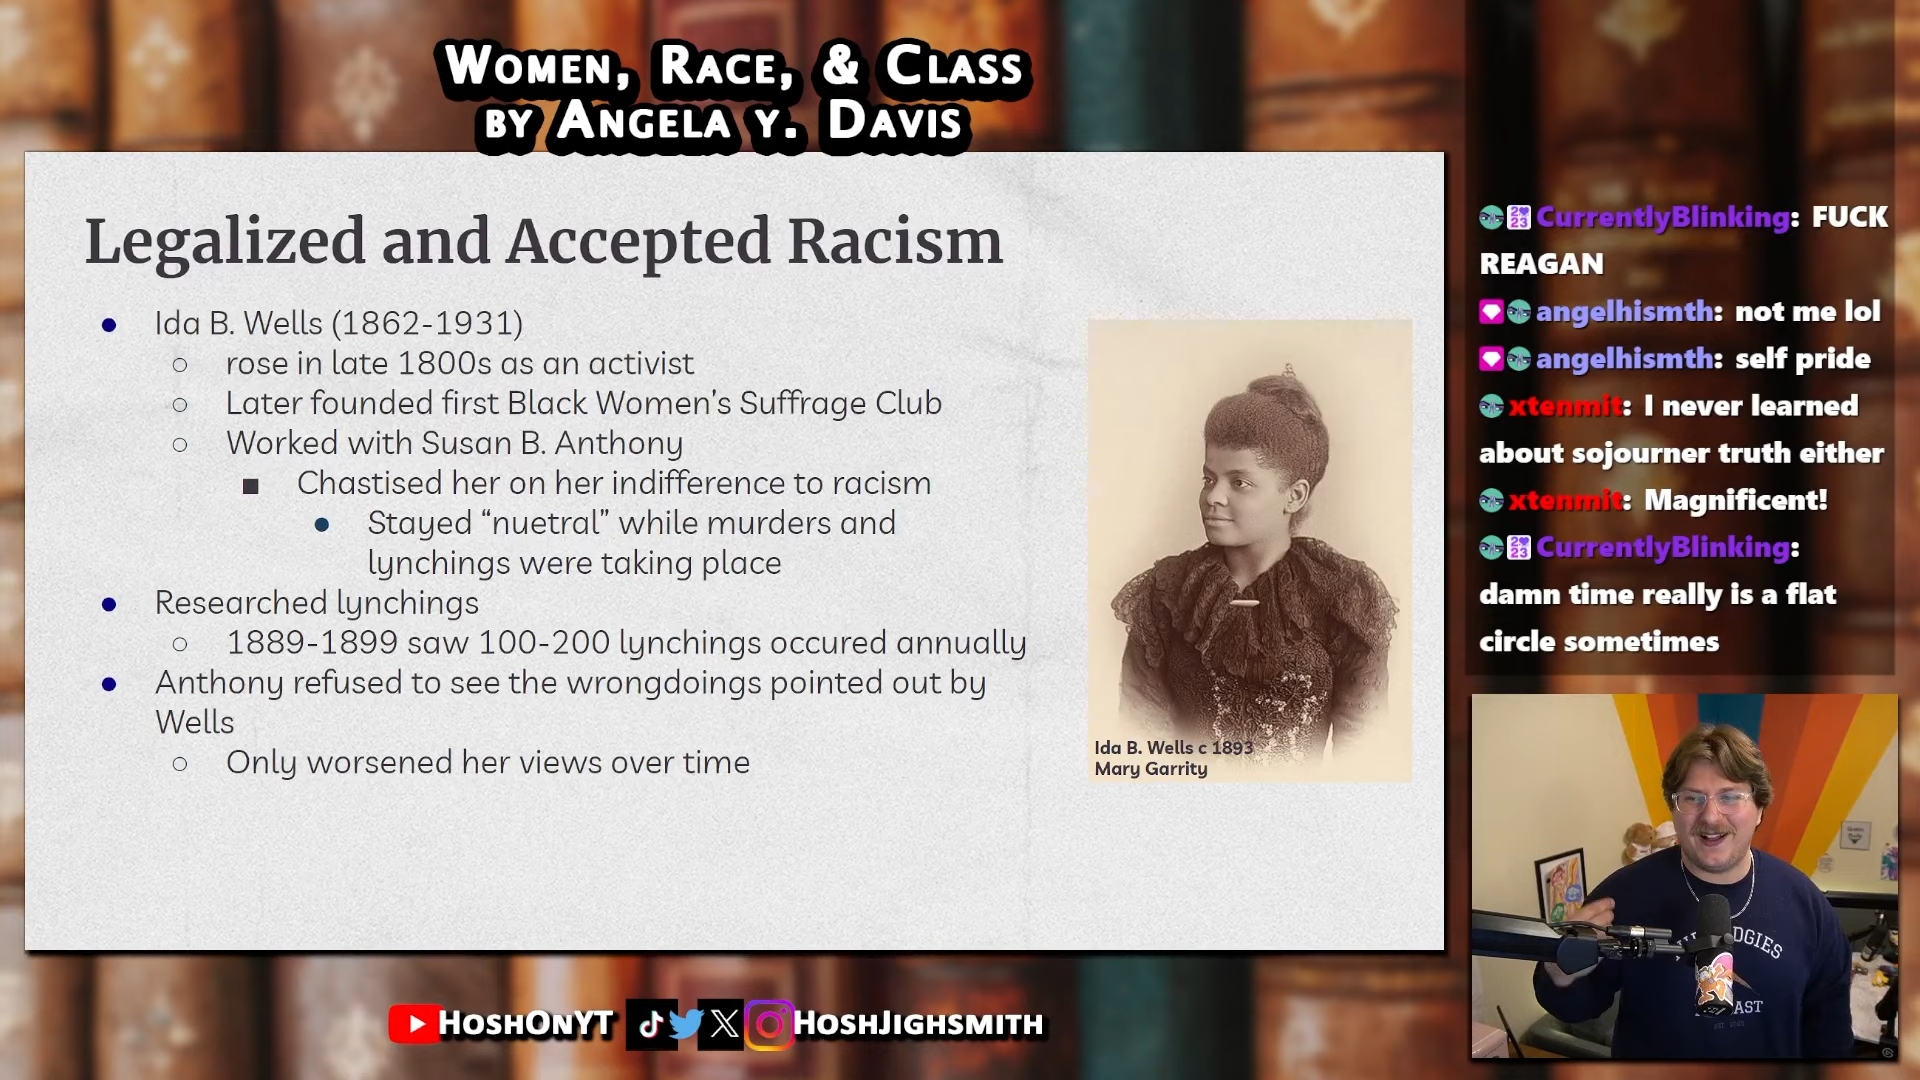 Women, Race, & Class
by Angela Y. Davis
Legalized and Accepted Racism
Ida B. Wells (1862-1931)
rose in late 1800s as an activist
Later founded first Black Women's Suffrage Club
Worked with Susan B. Anthony
Chastised her on her indifference to racism
Stayed “nuetral” while murders and
lynchings were taking place
Researched lynchings
1889-1899 saw 100-200 lynchings occured annually
Anthony refused to see the wrongdoings pointed out by
Wells
Only worsened her views over time
Ida B. Wells c 1893
Mary Garrity
CurrentlyBlinking: FUCK
REAGAN
angelhismth: not me lol
angelhismth: self pride
xtenmit: I never learned
about sojourner truth either
xtenmit: Magnificent!
CurrentlyBlinking:
damn time really is a flat
circle sometimes
HoshOnYT
HoshJighsmith